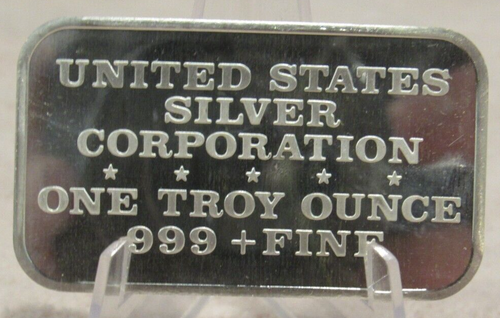 UNITED STATES
SILVER
CORPORATION
ONE TROY OUNCE
999 + FINE